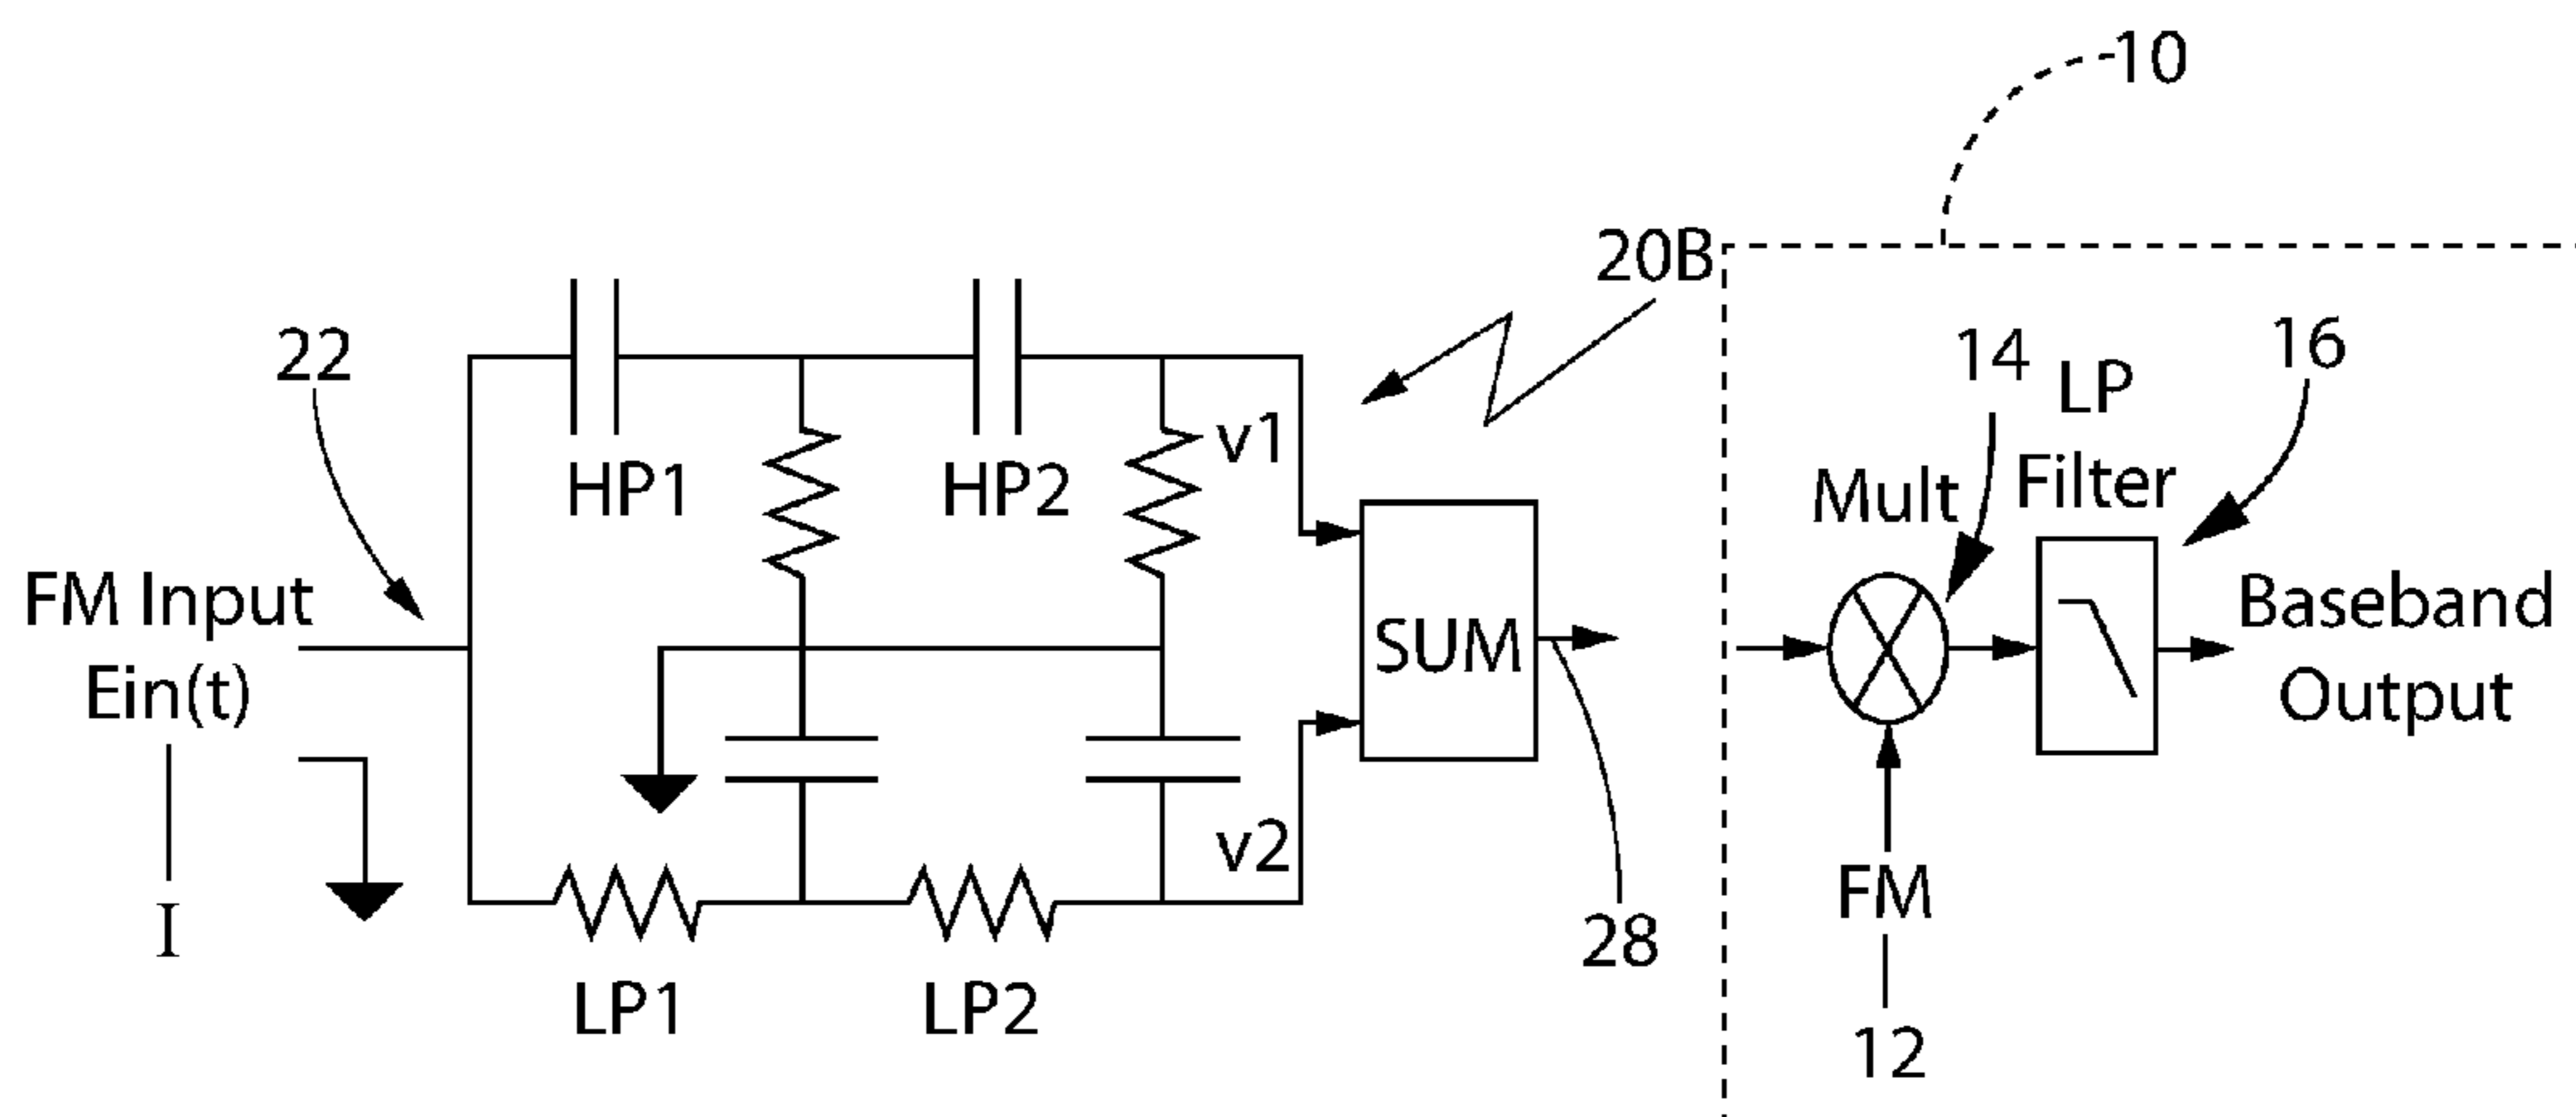 10
20B
22
14
LP
16
HP1
HP2
v1
Mult
Filter
FM Input
Ein(t)
SUM
Baseband
Output
v2
FM
I
28
LP1
LP2
12